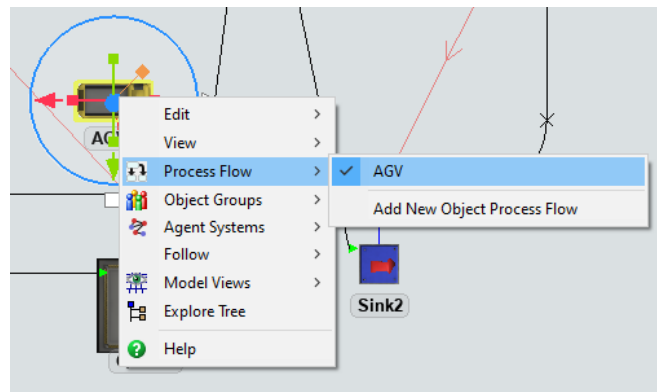 AG
Edit
View
Process Flow
AGV
Object Groups
Add New Object Process Flow
Agent Systems
Follow
Model Views
Explore Tree
Sink2
Help